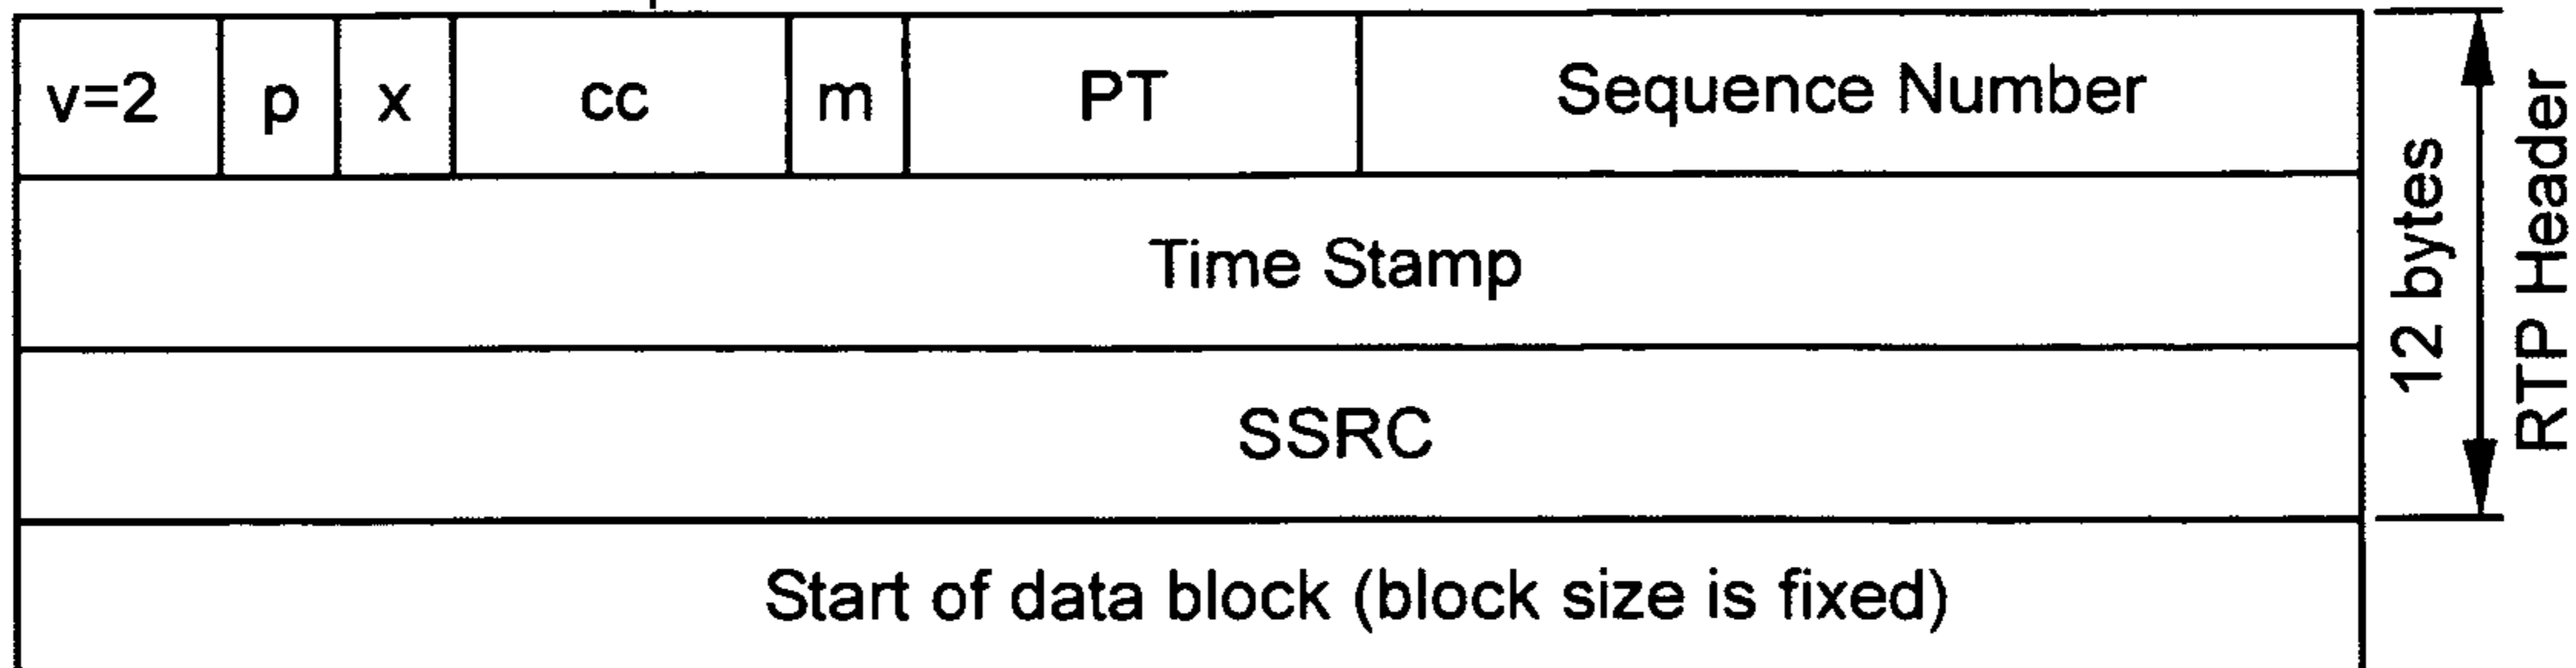 v=2 p x cc m PT Sequence Number
Time Stamp
SSRC
Start of data block (block size is fixed)
12 bytes
RTP Header